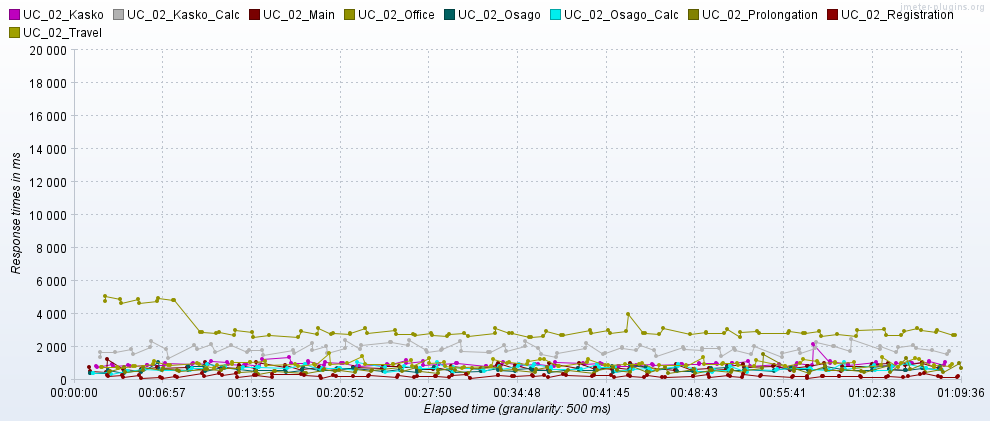 UC_02_Kasko UC_02_Kasko_Calc UC_02_Main UC_02_Office UC_02_Osago UC_02_Osago_Calc UC_02_Prolongation UC_02_Registration
jmeter-plugins.org
UC_02_Travel
20 000
18 000
16 000
14 000
12 000
10 000
8 000
6 000
4 000
2 000
0
Response times in ms
00:00:00 00:06:57 00:13:55 00:20:52 00:27:50 00:34:48 00:41:45 00:48:43 00:55:41 01:02:38 01:09:36
Elapsed time (granularity: 500 ms)